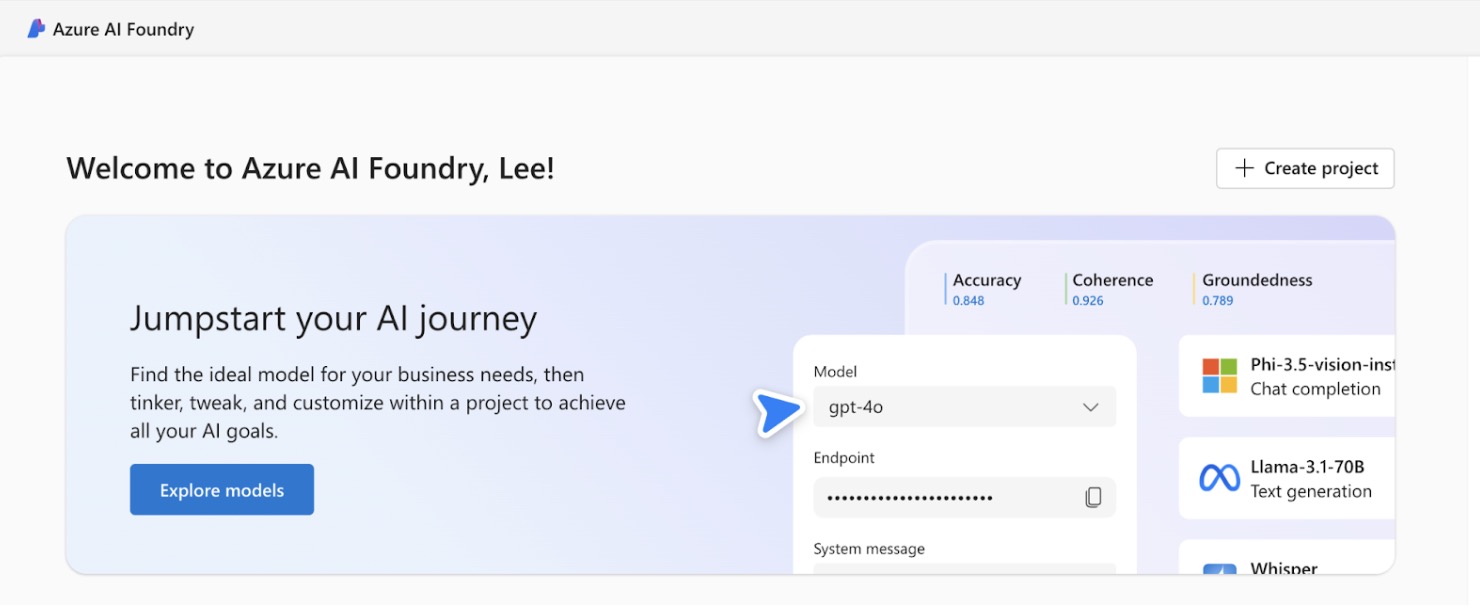 Azure AI Foundry
Welcome to Azure AI Foundry, Lee!
Create project
Jumpstart your AI journey
Find the ideal model for your business needs, then
tinker, tweak, and customize within a project to achieve
all your AI goals.
Explore models
Accuracy
0.848
Coherence
0.926
Groundedness
0.789
Model
gpt-4o
Endpoint
•••••••••••••••••••••••
System message
Phi-3.5-vision-inst
Chat completion
Llama-3.1-70B
Text generation
Whisper